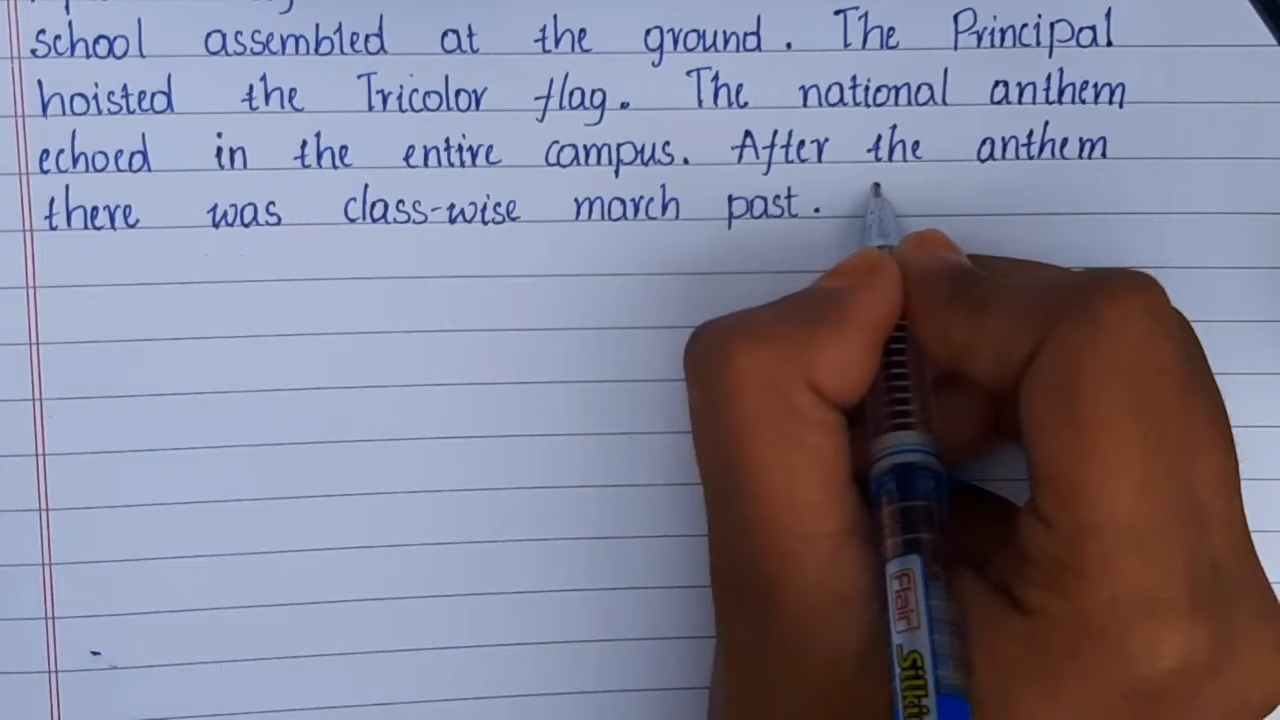 school assembled at the ground. The Principal
hoisted the Tricolor flag. The national anthem
echoed in the entire campus. After the anthem
there was class-wise march past.
Flair
Silki